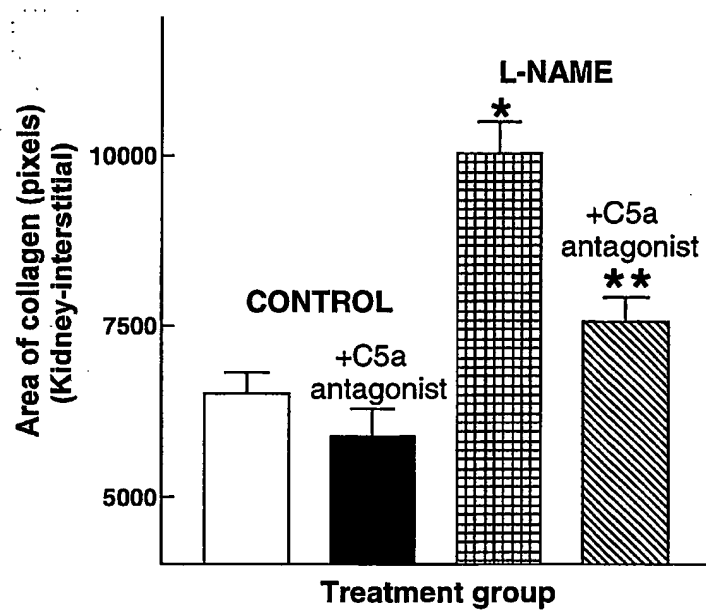 L-NAME
*
+C5a
antagonist
**
CONTROL
+C5a
antagonist
10000
7500
5000
Area of collagen (pixels)
(Kidney-interstitial)
Treatment group